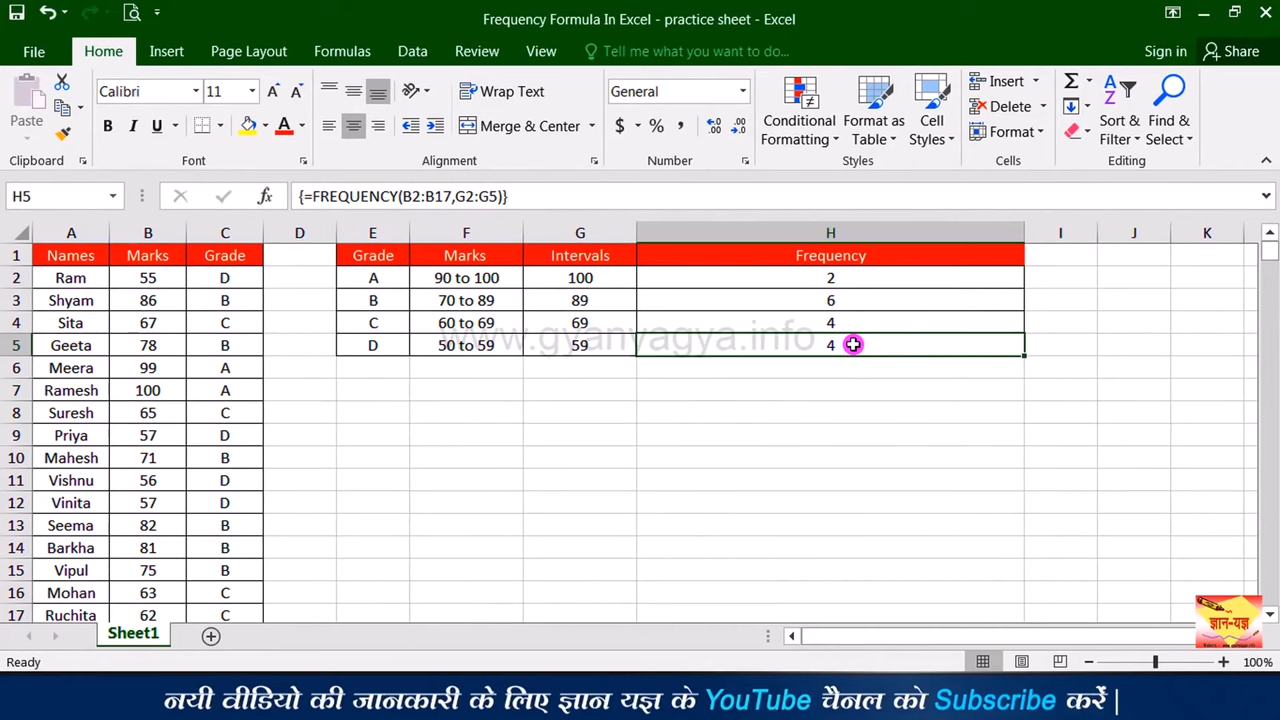 Frequency Formula In Excel - practice sheet - Excel
File Home Insert Page Layout Formulas Data Review View Tell me what you want to do... Sign in Share
Calibri 11 Wrap Text General Insert
Paste B I U Merge & Center $ % , Conditional Formatting Format as Table Cell Styles Delete Format Sort & Filter Find & Select
Clipboard Font Alignment Number Styles Cells Editing
H5 fx {=FREQUENCY(B2:B17,G2:G5)}
A B C D E F G H I J K
1 Names Marks Grade Grade Marks Intervals Frequency
2 Ram 55 D A 90 to 100 100 2
3 Shyam 86 B B 70 to 89 89 6
4 Sita 67 C C 60 to 69 69 4
www.gyanyagya.info
5 Geeta 78 B D 50 to 59 59 4
6 Meera 99 A
7 Ramesh 100 A
8 Suresh 65 C
9 Priya 57 D
10 Mahesh 71 B
11 Vishnu 56 D
12 Vinita 57 D
13 Seema 82 B
14 Barkha 81 B
15 Vipul 75 B
16 Mohan 63 C
17 Ruchita 62 C
ज्ञान-यज्ञ
Sheet1
Ready 100%
नयी वीडियो की जानकारी के लिए ज्ञान यज्ञ के YouTube चैनल को Subscribe करें |